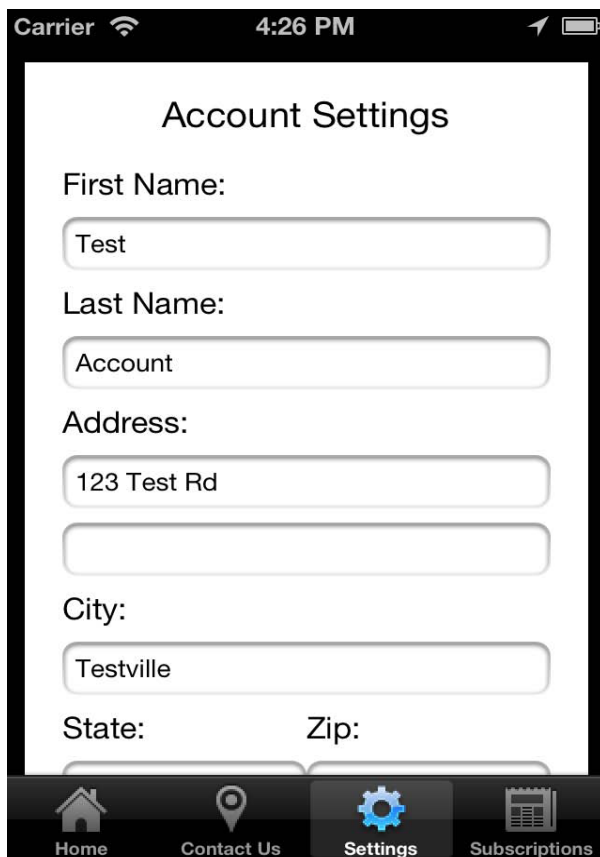 Carrier 4:26 PM
Account Settings
First Name:
Test
Last Name:
Account
Address:
123 Test Rd
City:
Testville
State: Zip:
Home Contact Us Settings Subscriptions